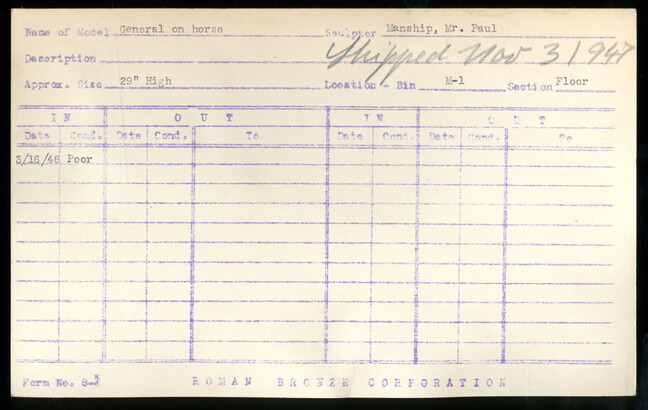 Name of Model General on horse Sculptor Manship, Mr. Paul
Shipped Nov 3 1947
Description
Approx. Size 29" High Location - Bin M-1 Section Floor
IN OUT IN OUT
Date Cond. Date Cond. To Date Cond. Date Cond. To
3/16/46 Poor
Form No. 8-3 ROMAN BRONZE CORPORATION